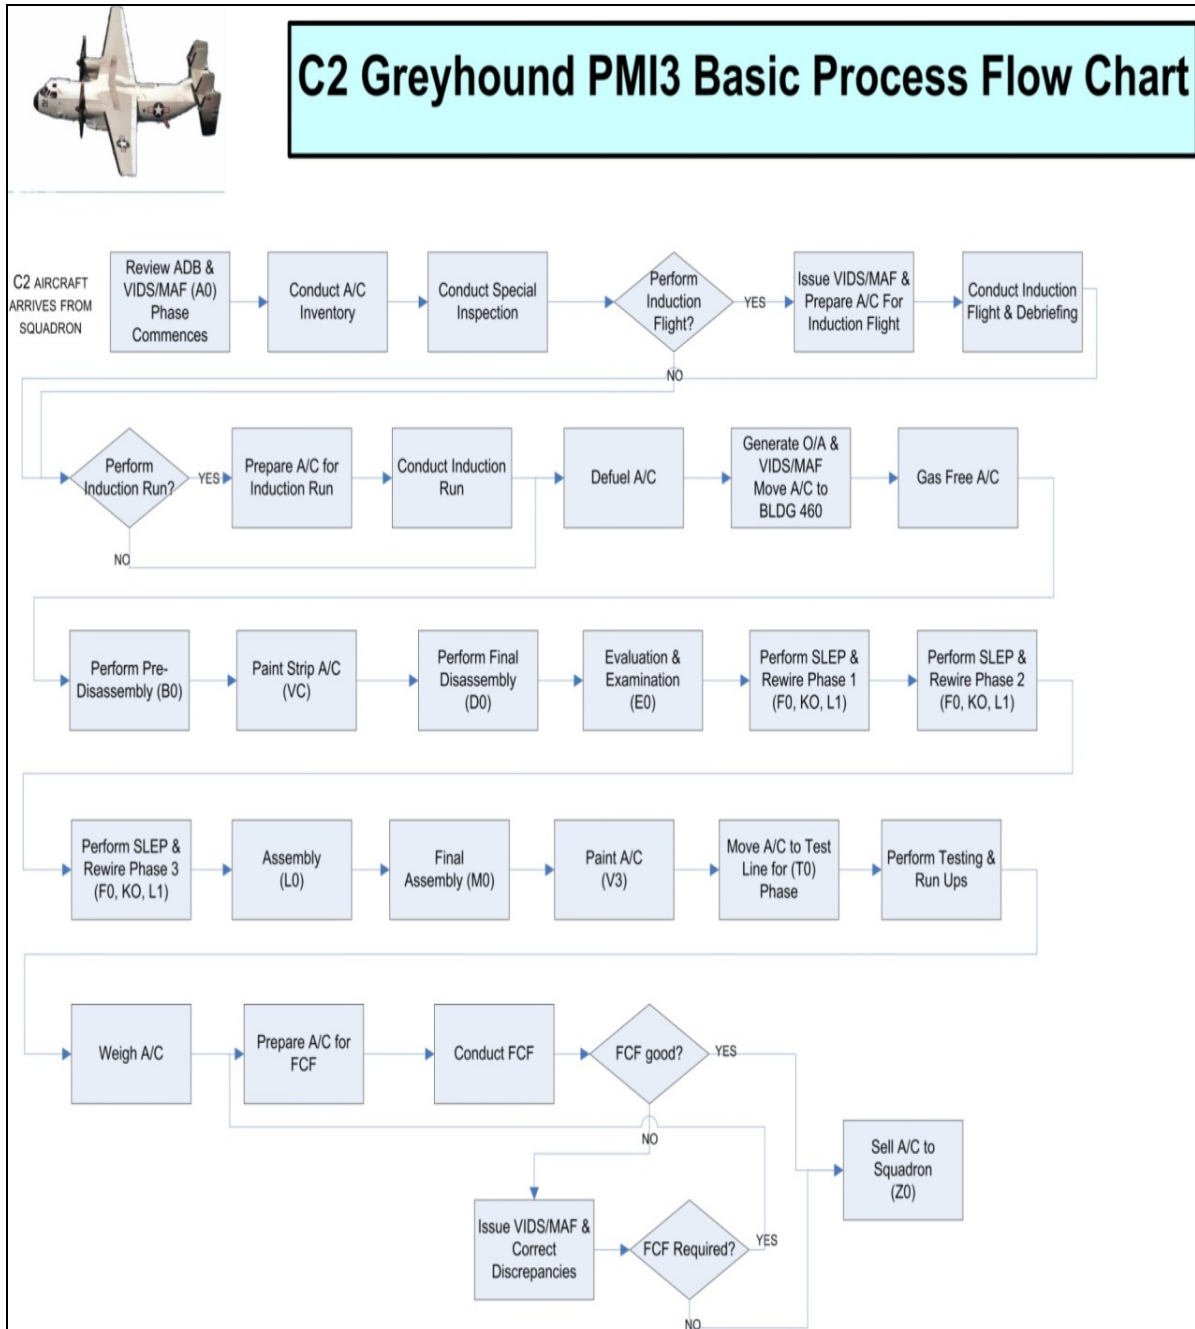 C2 Greyhound PMI3 Basic Process Flow Chart
C2 AIRCRAFT
ARRIVES FROM
SQUADRON
Review ADB &
VIDS/MAF (A0)
Phase
Commences
Conduct A/C
Inventory
Conduct Special
Inspection
Perform
Induction
Flight?
YES
NO
Issue VIDS/MAF &
Prepare A/C For
Induction Flight
Conduct Induction
Flight & Debriefing
Perform
Induction Run?
YES
NO
Prepare A/C for
Induction Run
Conduct Induction
Run
Defuel A/C
Generate O/A &
VIDS/MAF
Move A/C to
BLDG 460
Gas Free A/C
Perform Pre-
Disassembly (B0)
Paint Strip A/C
(VC)
Perform Final
Disassembly
(D0)
Evaluation &
Examination
(E0)
Perform SLEP &
Rewire Phase 1
(F0, KO, L1)
Perform SLEP &
Rewire Phase 2
(F0, KO, L1)
Perform SLEP &
Rewire Phase 3
(F0, KO, L1)
Assembly
(L0)
Final
Assembly (M0)
Paint A/C
(V3)
Move A/C to Test
Line for (T0)
Phase
Perform Testing &
Run Ups
Weigh A/C
Prepare A/C for
FCF
Conduct FCF
FCF good?
YES
NO
Issue VIDS/MAF &
Correct
Discrepancies
FCF Required?
YES
NO
Sell A/C to
Squadron
(Z0)